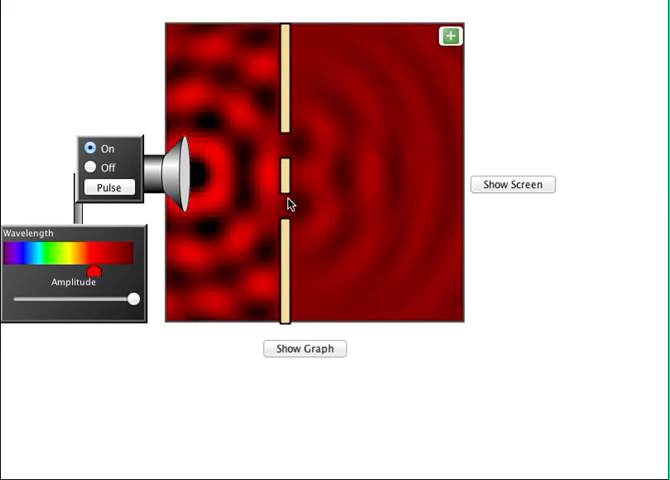 On
Off
Pulse
Wavelength
Amplitude
Show Screen
Show Graph